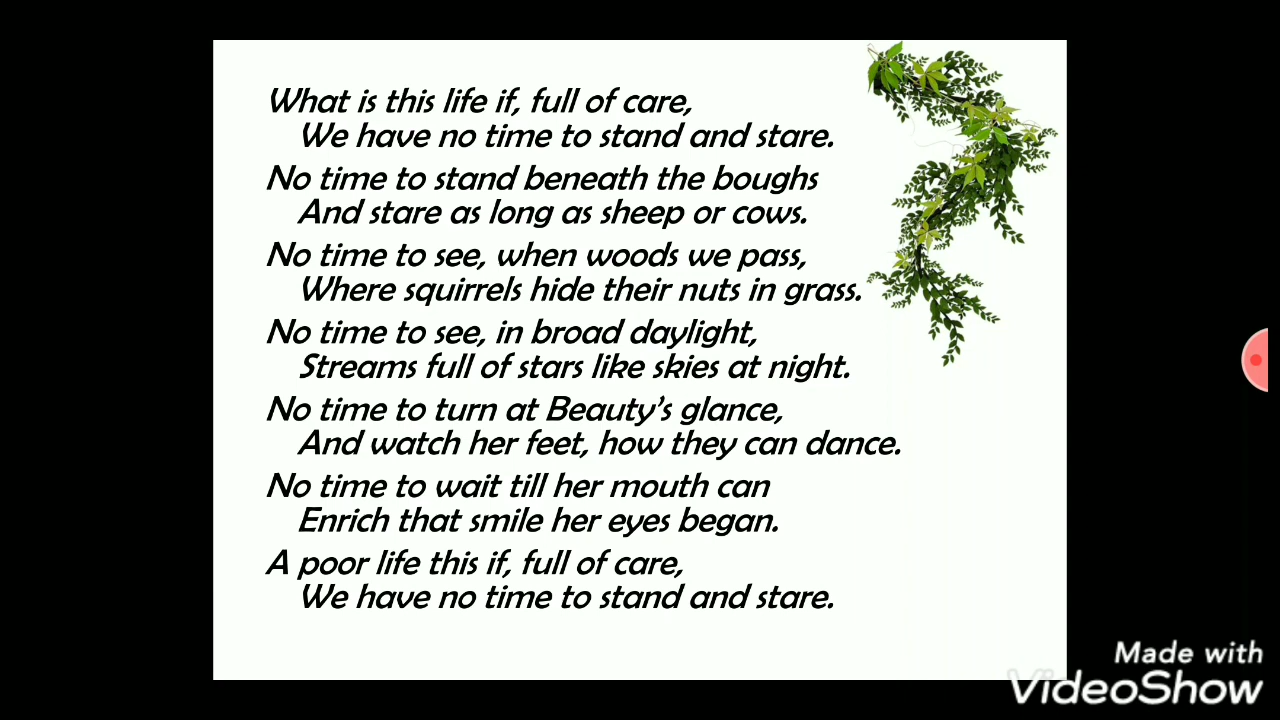 What is this life if, full of care,
We have no time to stand and stare.
No time to stand beneath the boughs
And stare as long as sheep or cows.
No time to see, when woods we pass,
Where squirrels hide their nuts in grass.
No time to see, in broad daylight,
Streams full of stars like skies at night.
No time to turn at Beauty's glance,
And watch her feet, how they can dance.
No time to wait till her mouth can
Enrich that smile her eyes began.
A poor life this if, full of care,
We have no time to stand and stare.
Made with
VideoShow